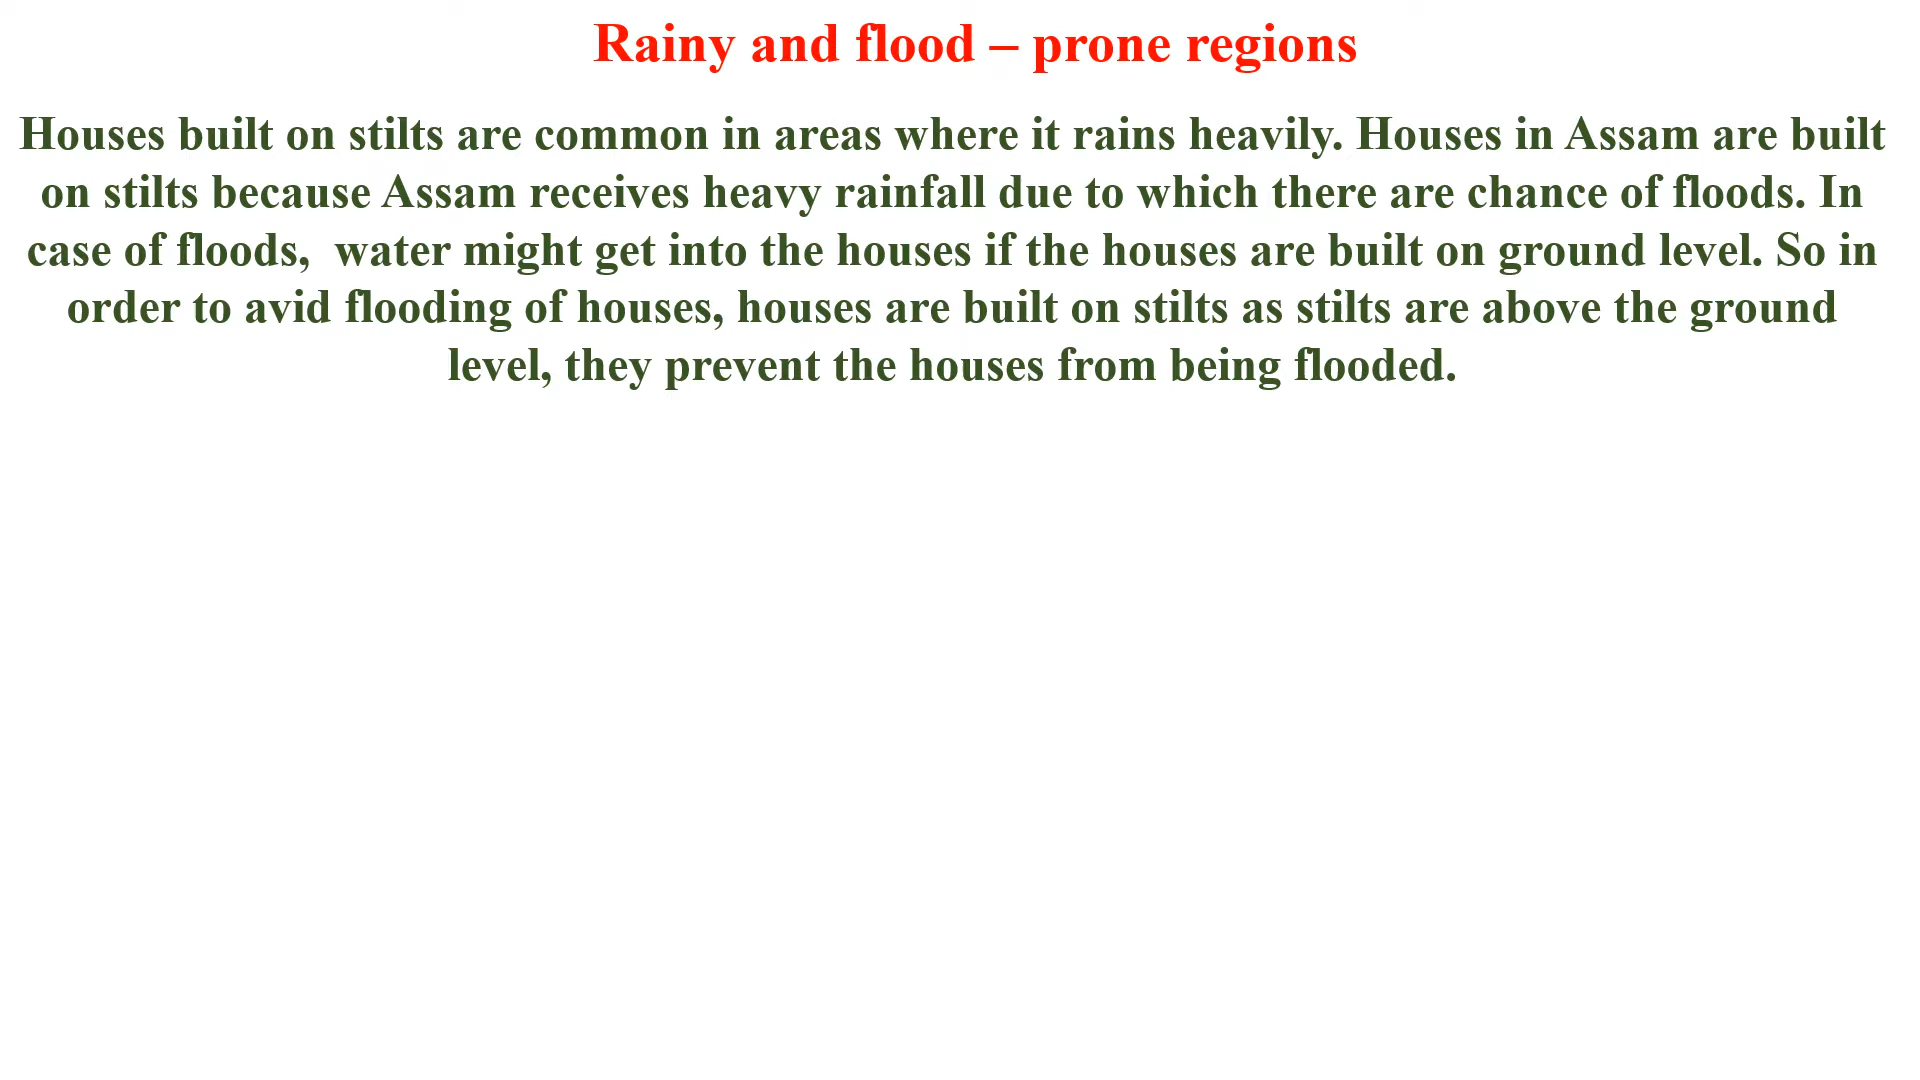 Rainy and flood – prone regions
Houses built on stilts are common in areas where it rains heavily. Houses in Assam are built
on stilts because Assam receives heavy rainfall due to which there are chance of floods. In
case of floods,  water might get into the houses if the houses are built on ground level. So in
order to avid flooding of houses, houses are built on stilts as stilts are above the ground
level, they prevent the houses from being flooded.